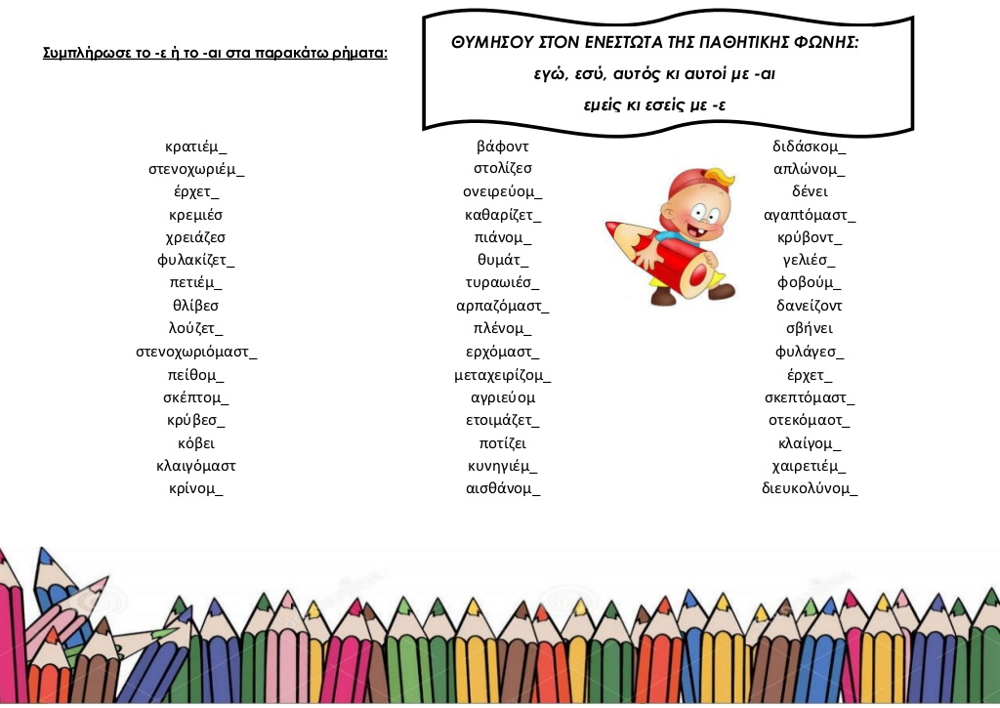 Συμπλήρωσε το -ε ή το -αι στα παρακάτω ρήματα:
ΘΥΜΗΣΟΥ ΣΤΟΝ ΕΝΕΣΤΩΤΑ ΤΗΣ ΠΑΘΗΤΙΚΗΣ ΦΩΝΗΣ:
εγώ, εσύ, αυτός κι αυτοί με -αι
εμείς κι εσείς με -ε
κρατιέμ_
στενοχωριέμ_
έρχετ_
κρεμιέσ
χρειάζεσ
φυλακίζετ_
πετιέμ_
θλίβεσ
λούζετ_
στενοχωριόμαστ_
πείθομ_
σκέπτομ_
κρύβεσ_
κόβει
κλαιγόμαστ
κρίνομ_
βάφοντ
στολίζεσ
ονειρεύομ_
καθαρίζετ_
πιάνομ_
θυμάτ_
τυραωιέσ_
αρπαζόμαστ_
πλένομ_
ερχόμαστ_
μεταχειρίζομ_
αγριεύομ
ετοιμάζετ_
ποτίζει
κυνηγιέμ_
αισθάνομ_
διδάσκομ_
απλώνομ_
δένει
αγαπtόμαστ_
κρύβοντ_
γελιέσ_
φοβούμ_
δανείζοντ
σβήνει
φυλάγεσ_
έρχετ_
σκεπτόμαστ_
οτεκόμαοτ_
κλαίγομ_
χαιρετιέμ_
διευκολύνομ_